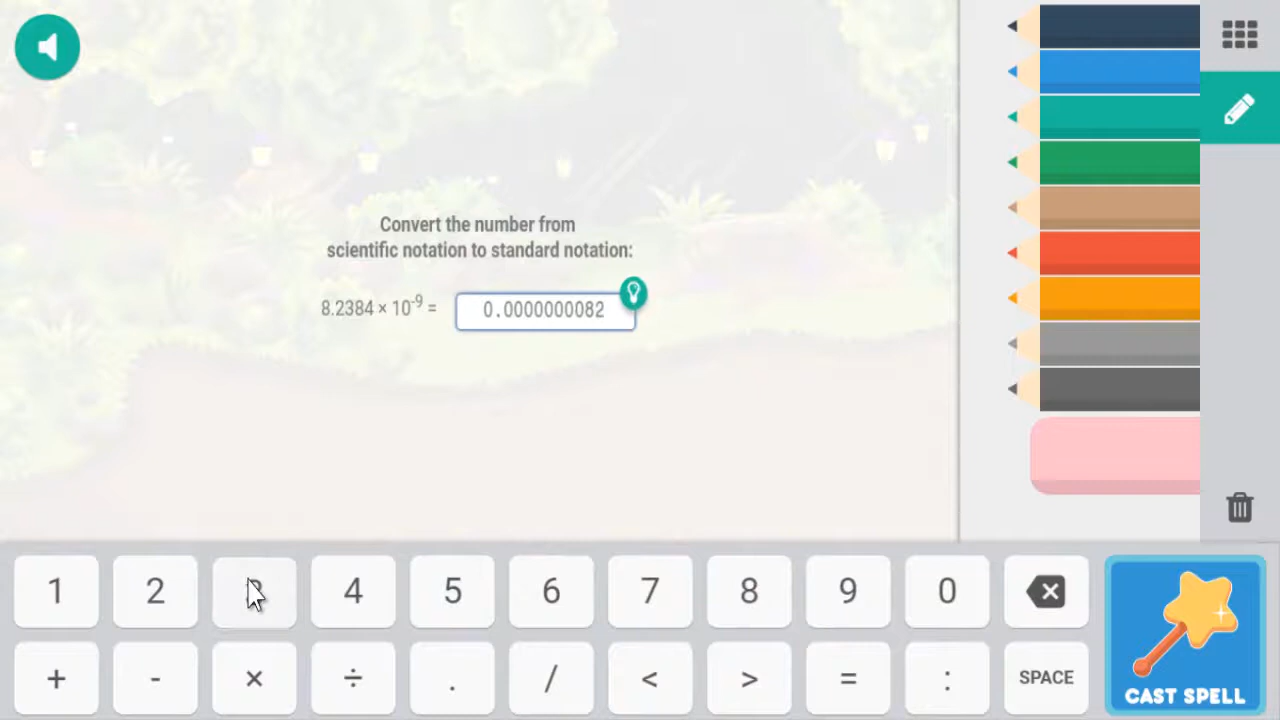 Convert the number from
scientific notation to standard notation:
8.2384 × 10⁻⁹ = 0.0000000082
1 2 3 4 5 6 7 8 9 0
+ - × ÷ . / < > = : SPACE
CAST SPELL